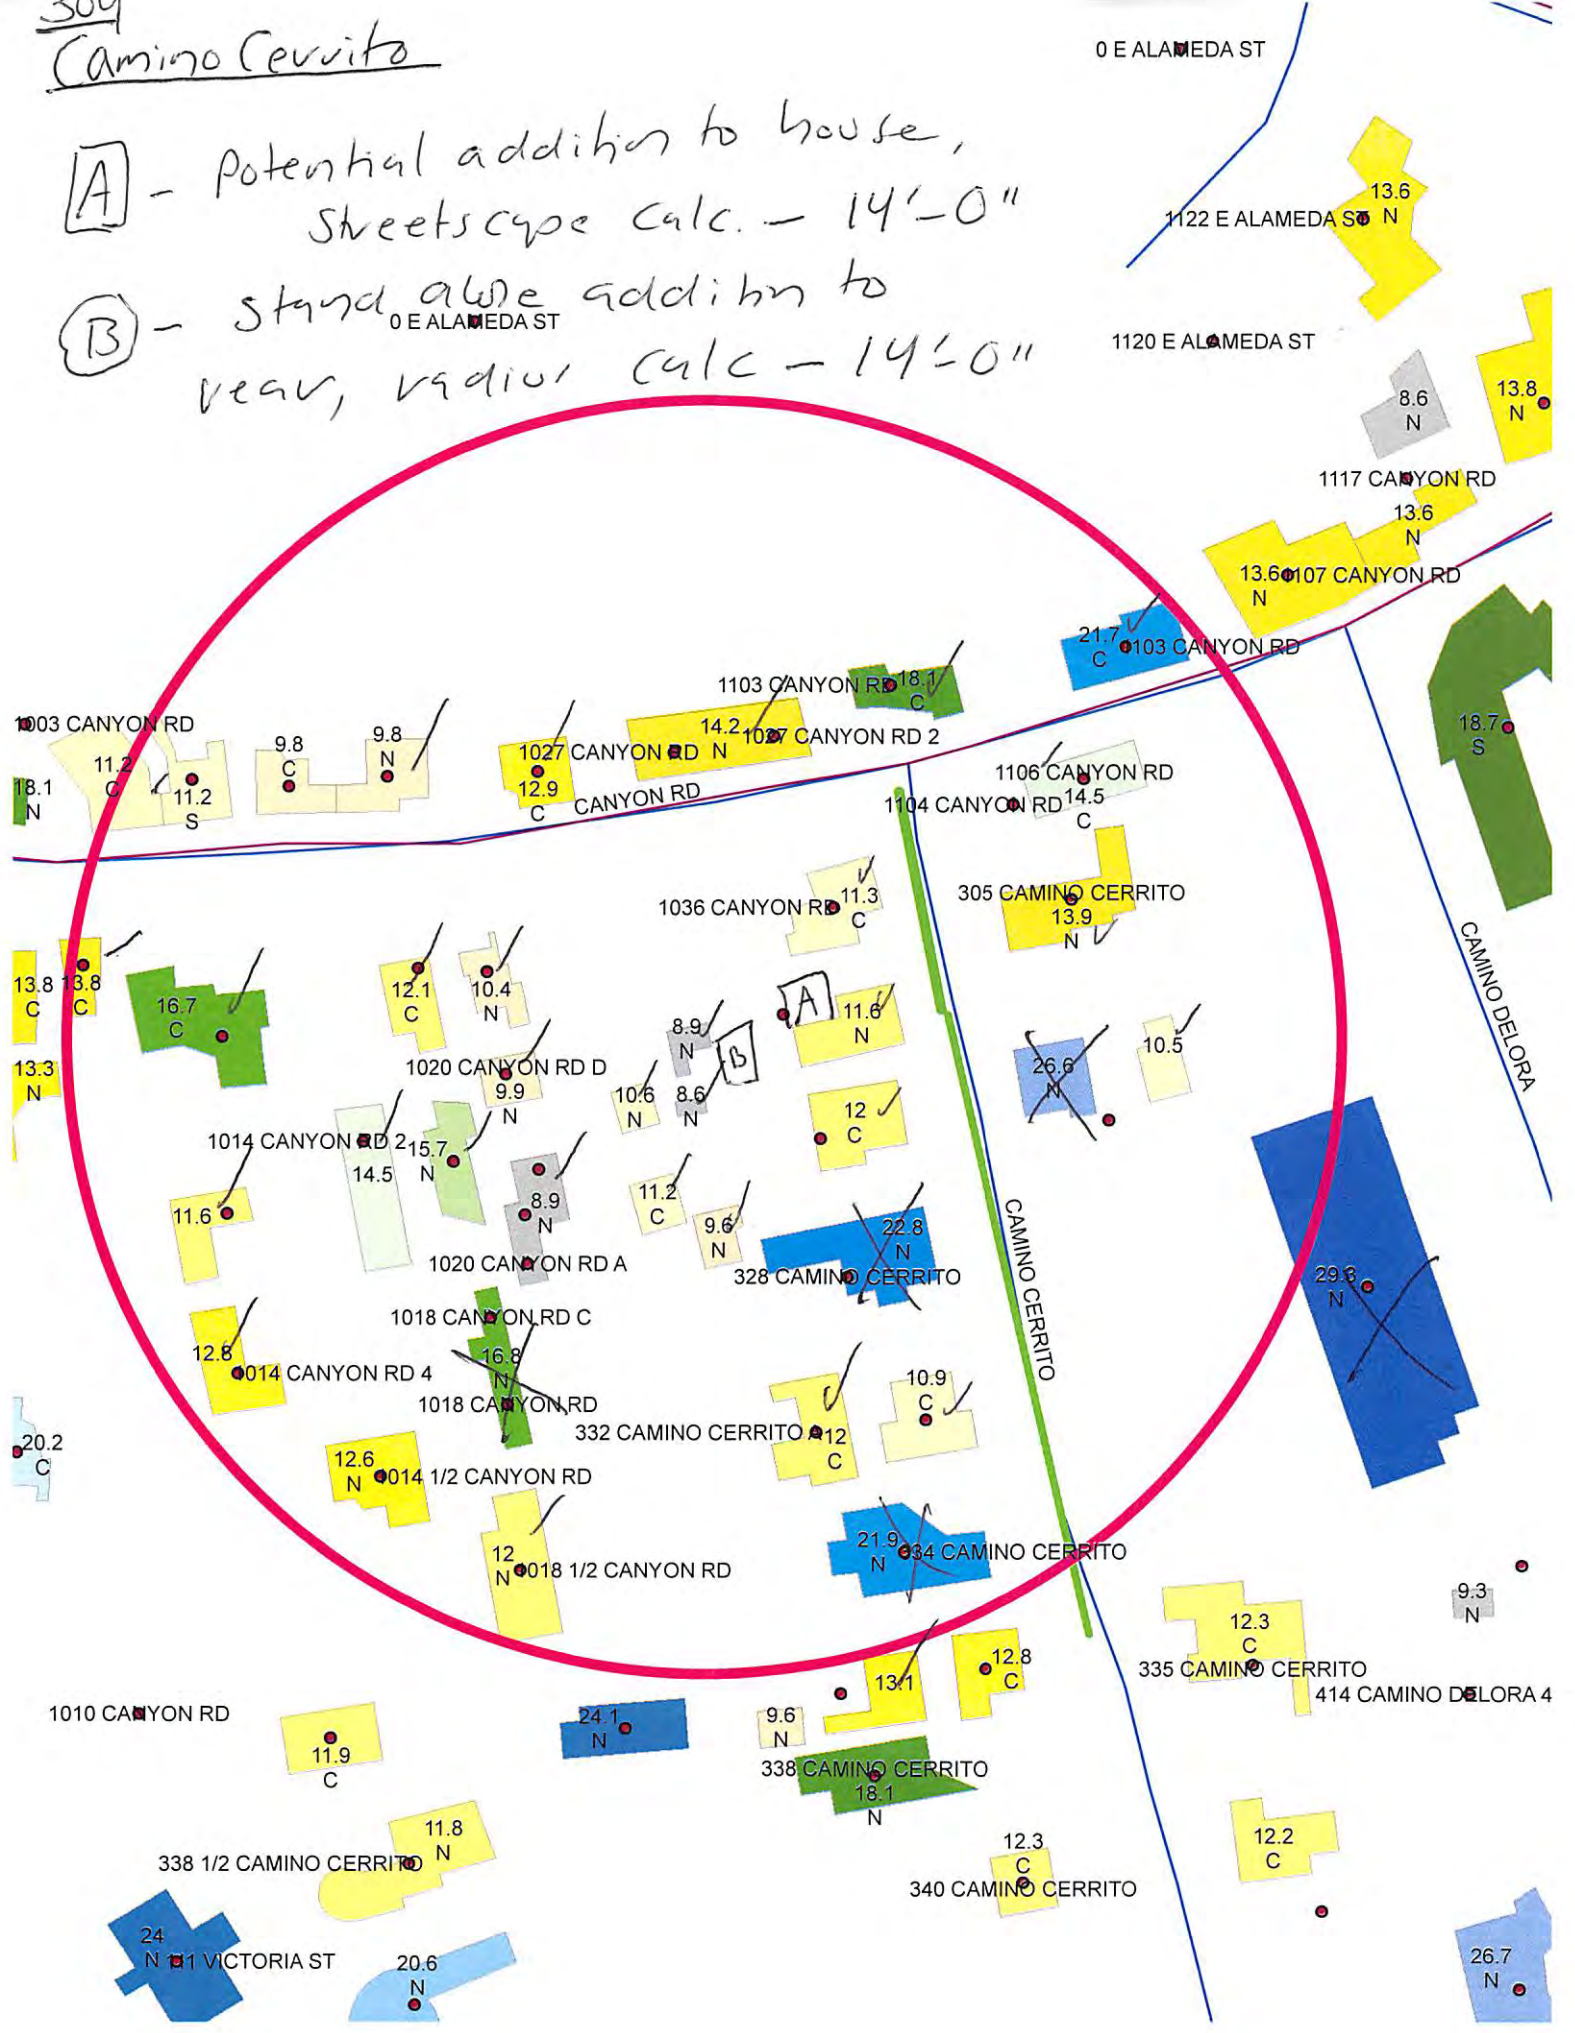 304
Camino Cerrito
0 E ALAMEDA ST
A - Potential addition to house,
Streetscape Calc. - 14'-0"
13.6
N
1122 E ALAMEDA ST
B - Stand alone addition to
0 E ALAMEDA ST
rear, radius Calc - 14'-0"
1120 E ALAMEDA ST
8.6
N
13.8
N
1117 CANYON RD
13.6
N
13.6
N
1107 CANYON RD
21.7
C
1103 CANYON RD
1103 CANYON RD
18.1
C
1003 CANYON RD
14.2
N
1027 CANYON RD 2
18.7
S
9.8
C
9.8
N
1027 CANYON RD
12.9
C
11.2
C
11.2
S
18.1
N
CANYON RD
1106 CANYON RD
1104 CANYON RD
14.5
C
1036 CANYON RD
11.3
C
305 CAMINO CERRITO
13.9
N
CAMINO DELORA
13.8
C
13.8
C
16.7
C
12.1
C
10.4
N
A
11.6
N
8.9
N
B
26.6
N
10.5
13.3
N
1020 CANYON RD D
9.9
N
10.6
N
8.6
N
12
C
1014 CANYON RD 2
14.5
15.7
N
11.6
8.9
N
11.2
C
9.6
N
22.8
N
1020 CANYON RD A
328 CAMINO CERRITO
CAMINO CERRITO
29.3
N
1018 CANYON RD C
16.8
N
12.8
1014 CANYON RD 4
1018 CANYON RD
10.9
C
332 CAMINO CERRITO A
12
C
20.2
C
12.6
N
1014 1/2 CANYON RD
21.9
N
334 CAMINO CERRITO
12
N
1018 1/2 CANYON RD
9.3
N
12.3
C
335 CAMINO CERRITO
13.1
12.8
C
414 CAMINO DELORA 4
1010 CANYON RD
11.9
C
24.1
N
9.6
N
338 CAMINO CERRITO
18.1
N
11.8
N
338 1/2 CAMINO CERRITO
12.3
C
340 CAMINO CERRITO
12.2
C
24
N
VICTORIA ST
20.6
N
26.7
N